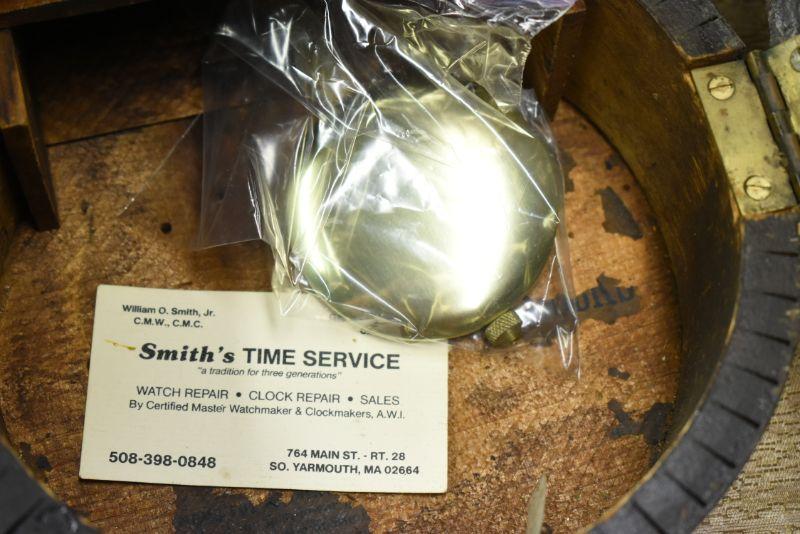 William O. Smith, Jr.
C.M.W., C.M.C.
Smith's TIME SERVICE
"a tradition for three generations"
WATCH REPAIR • CLOCK REPAIR • SALES
By Certified Master Watchmaker & Clockmakers, A.W.I.
508-398-0848
764 MAIN ST. - RT. 28
SO. YARMOUTH, MA 02664